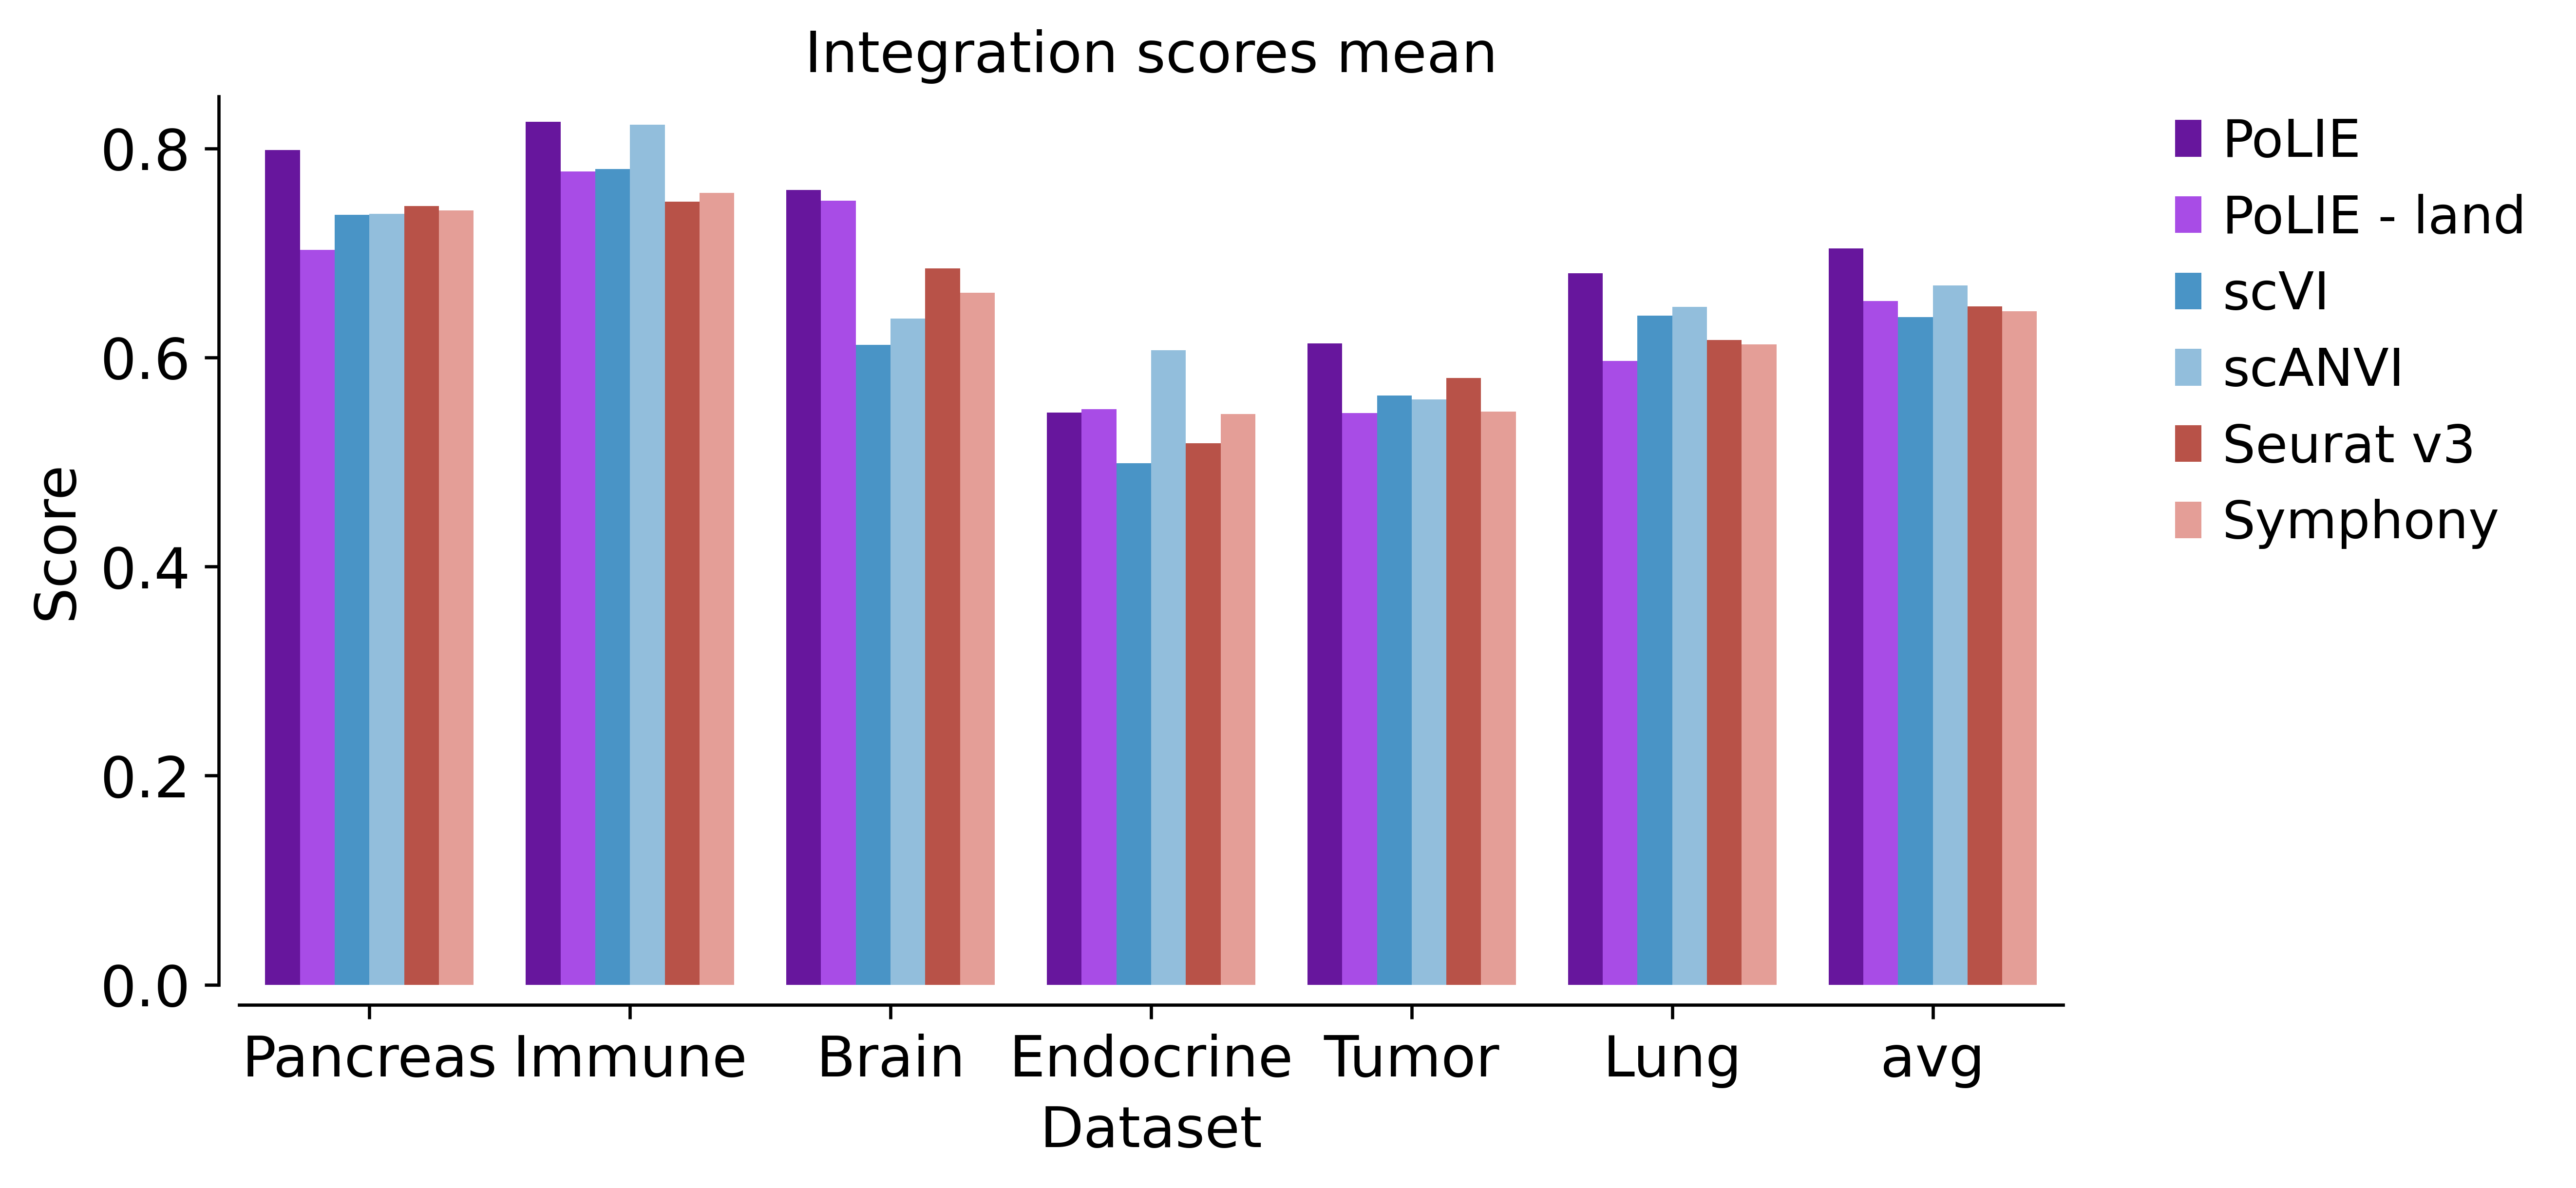 Integration scores mean
Score
0.8
0.6
0.4
0.2
0.0
Pancreas Immune Brain Endocrine Tumor Lung avg
Dataset
PoLIE
PoLIE - land
scVI
scANVI
Seurat v3
Symphony